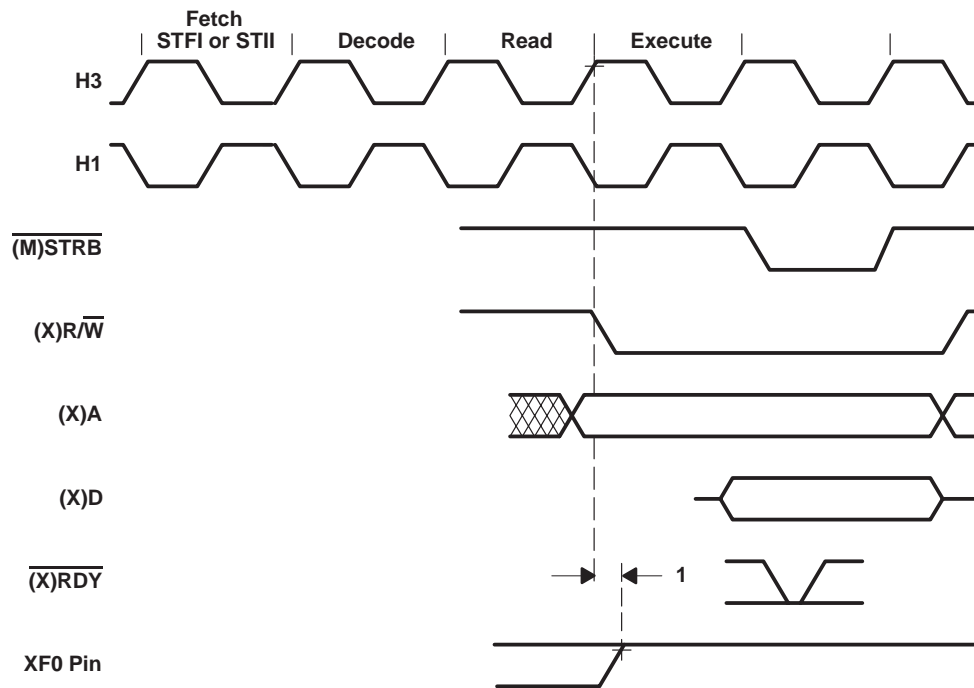 Fetch
STFI or STII
Decode
Read
Execute
H3
H1
(M)STRB
(X)R/W
(X)A
(X)D
(X)RDY
1
XF0 Pin